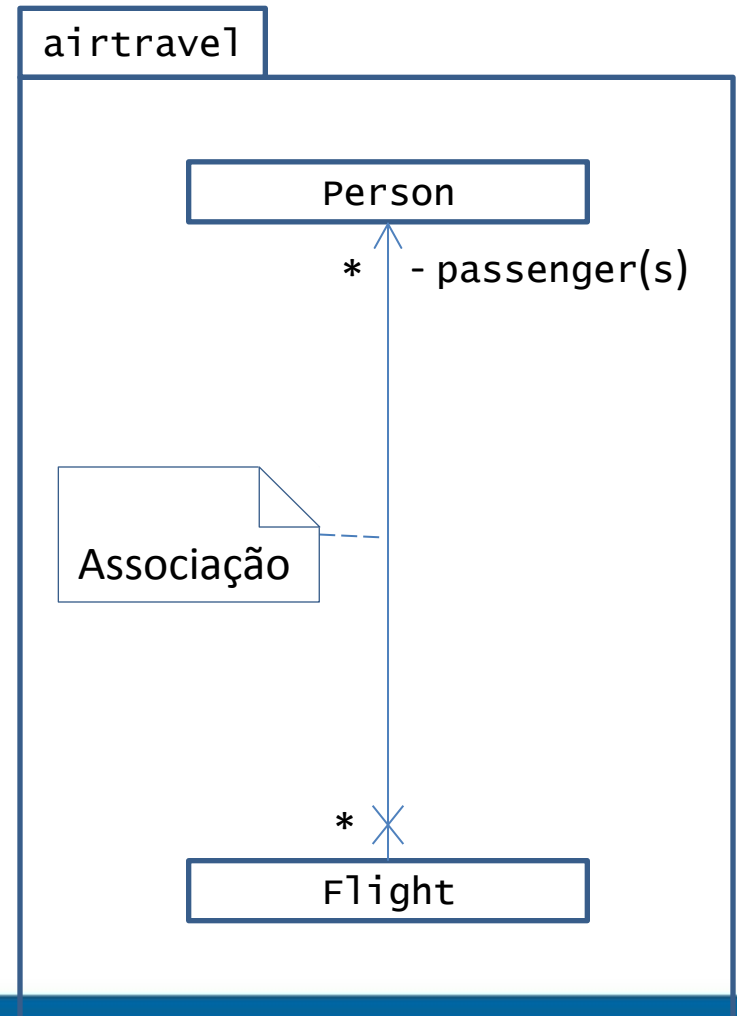 airtravel
Person
* - passenger(s)
Associação
*
Flight